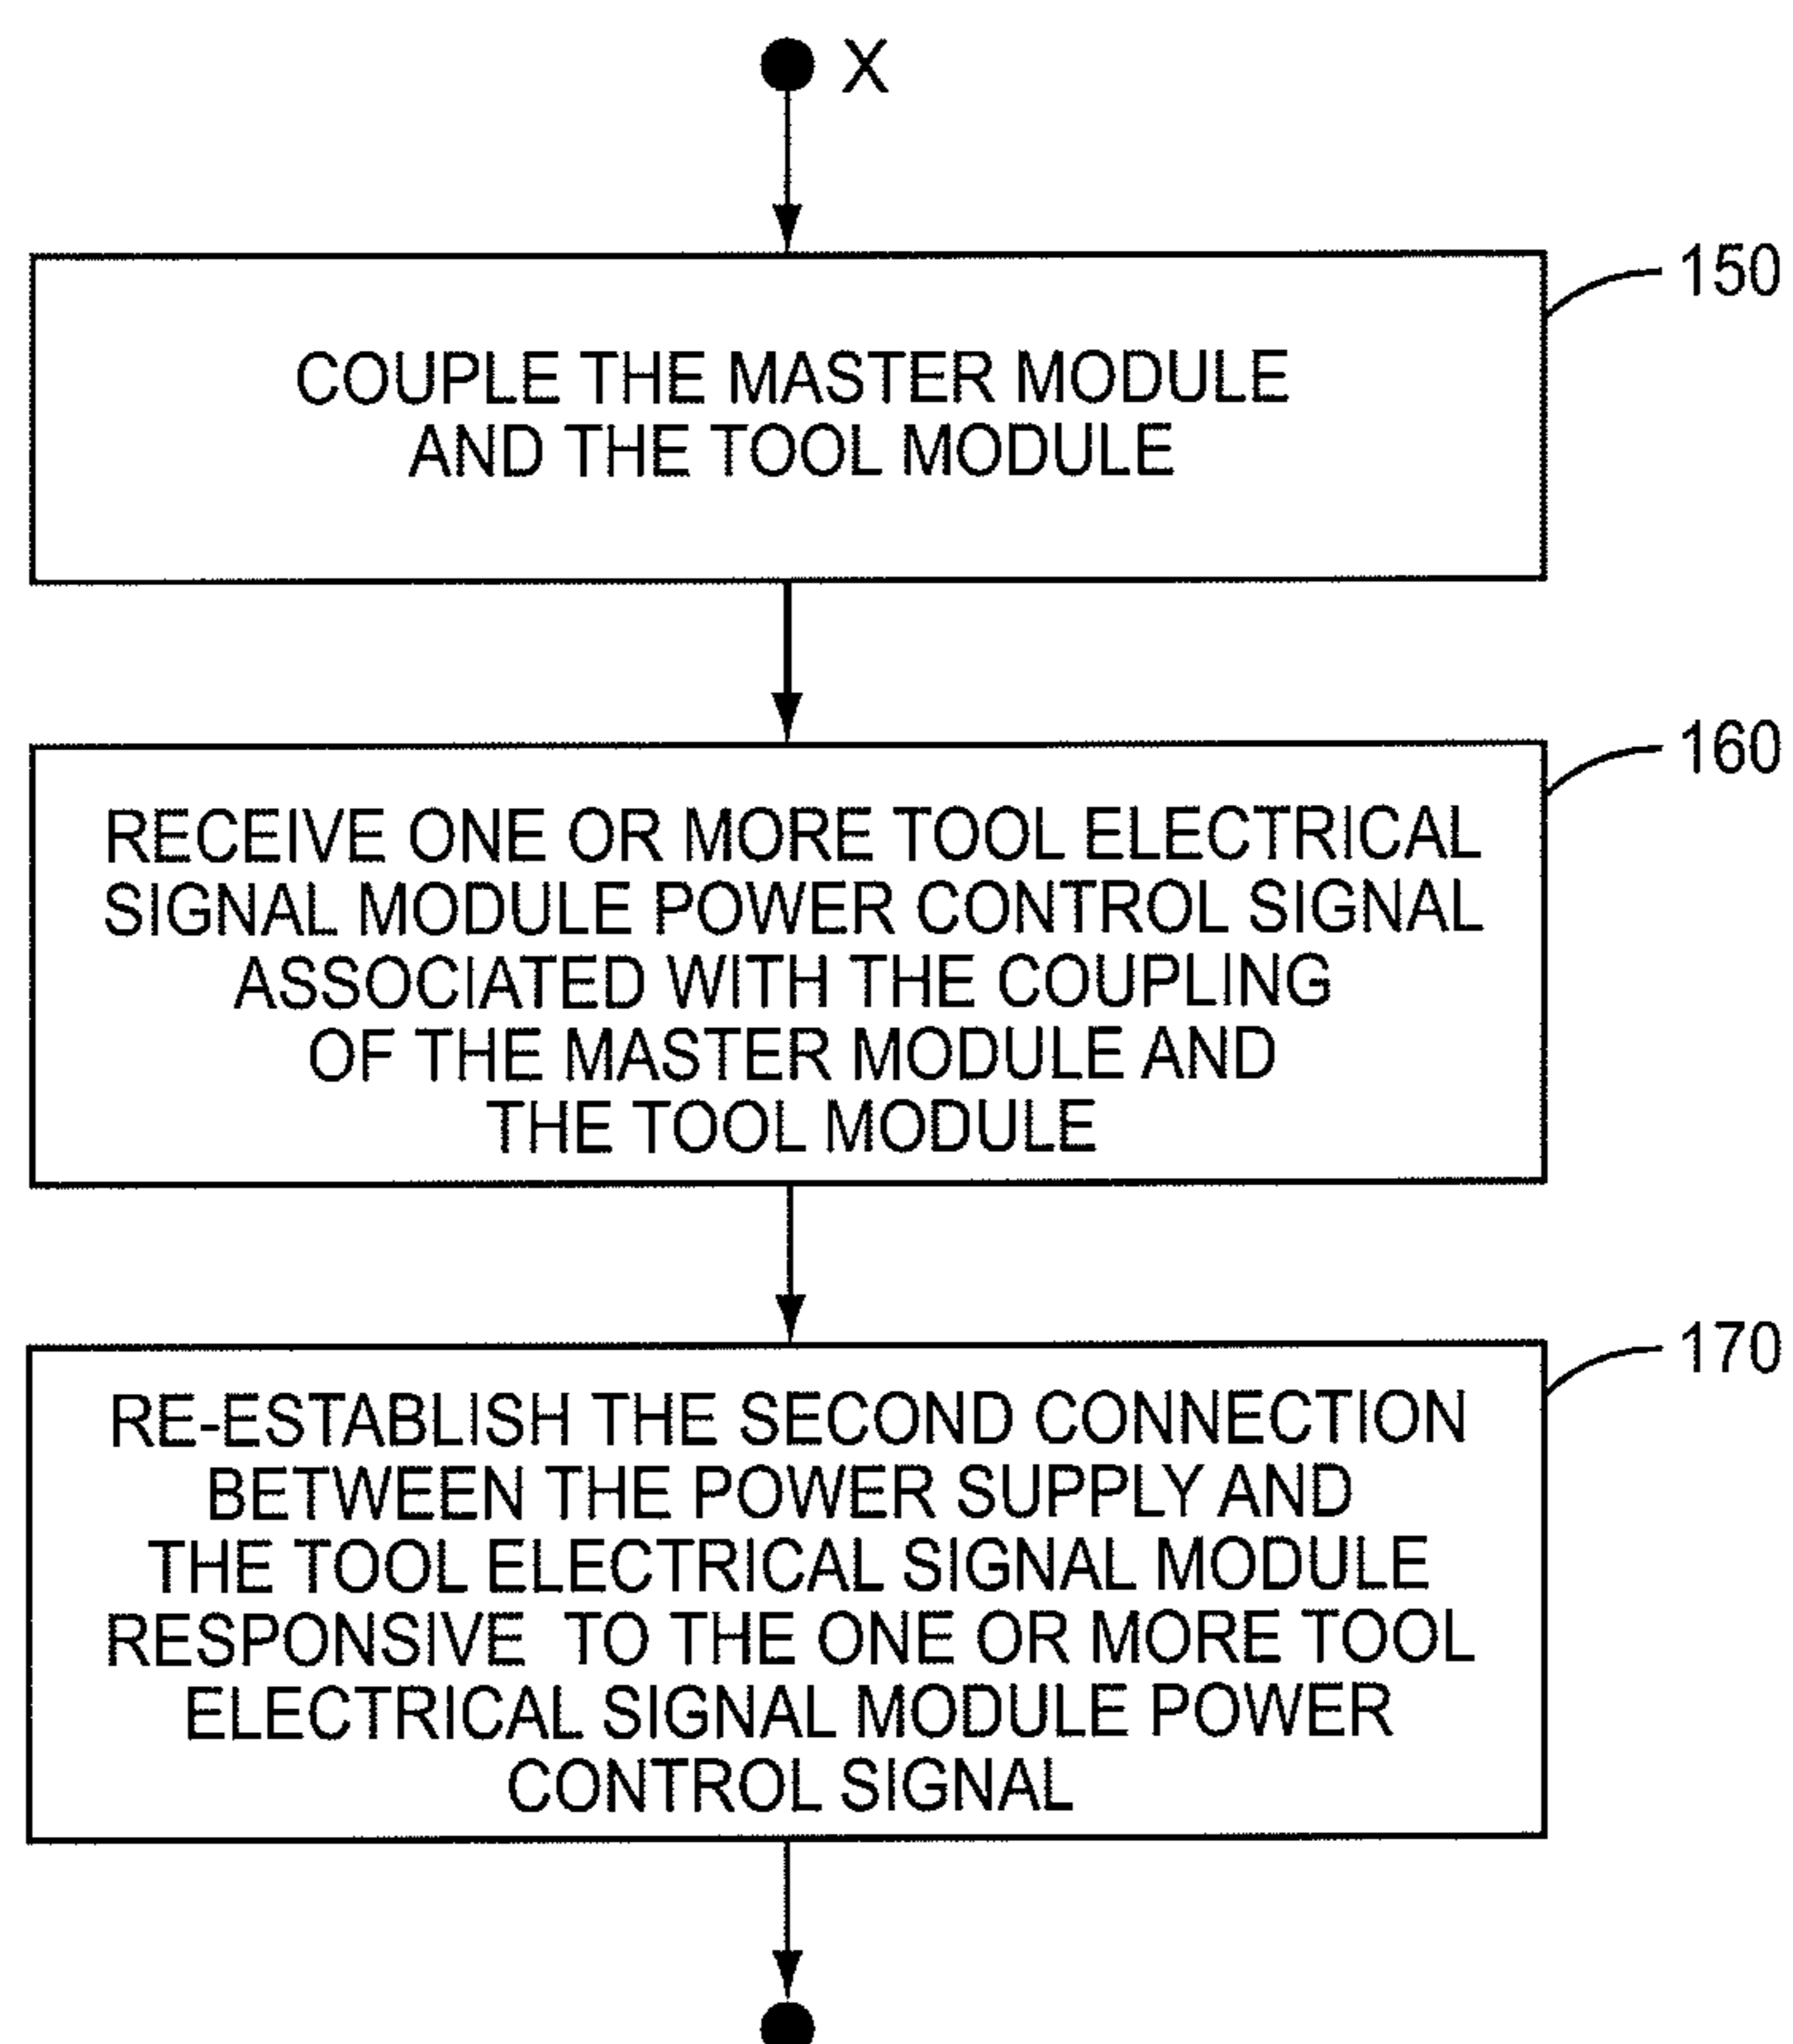 X
150
COUPLE THE MASTER MODULE
AND THE TOOL MODULE
160
RECEIVE ONE OR MORE TOOL ELECTRICAL
SIGNAL MODULE POWER CONTROL SIGNAL
ASSOCIATED WITH THE COUPLING
OF THE MASTER MODULE AND
THE TOOL MODULE
170
RE-ESTABLISH THE SECOND CONNECTION
BETWEEN THE POWER SUPPLY AND
THE TOOL ELECTRICAL SIGNAL MODULE
RESPONSIVE TO THE ONE OR MORE TOOL
ELECTRICAL SIGNAL MODULE POWER
CONTROL SIGNAL